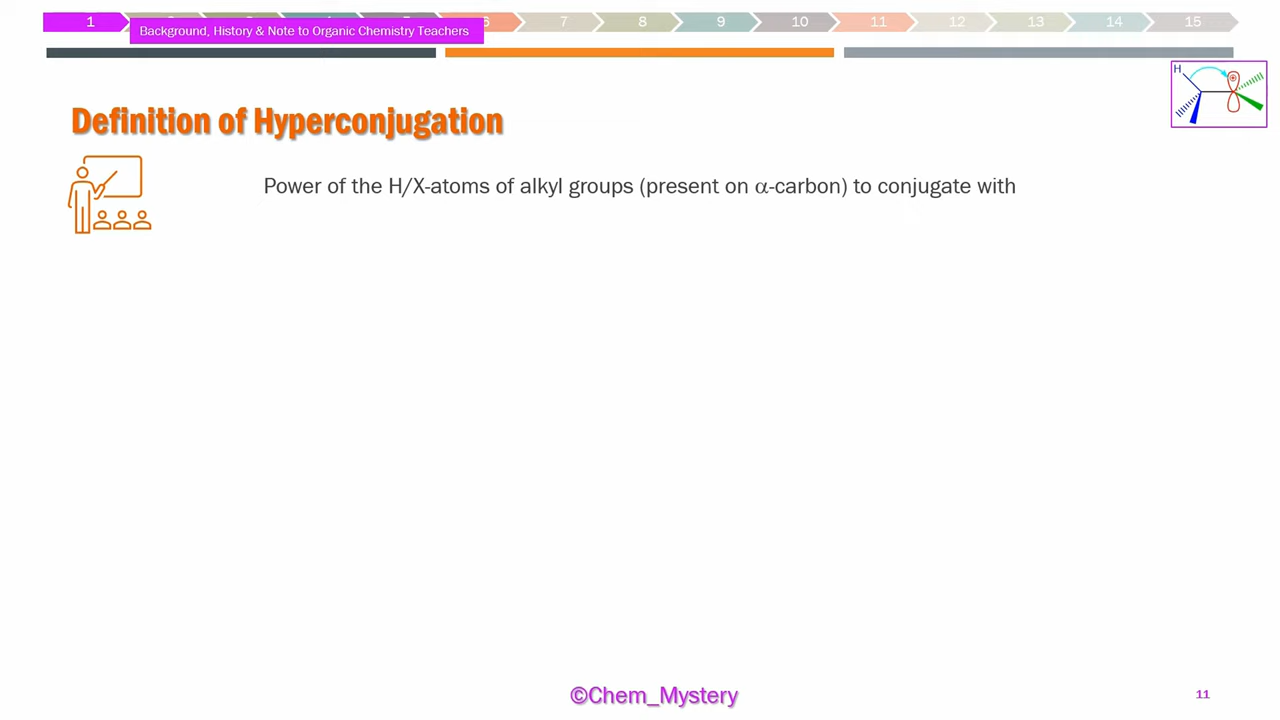 1 6 7 8 9 10 11 12 13 14 15
Background, History & Note to Organic Chemistry Teachers
H
Definition of Hyperconjugation
Power of the H/X-atoms of alkyl groups (present on α-carbon) to conjugate with
©Chem_Mystery
11